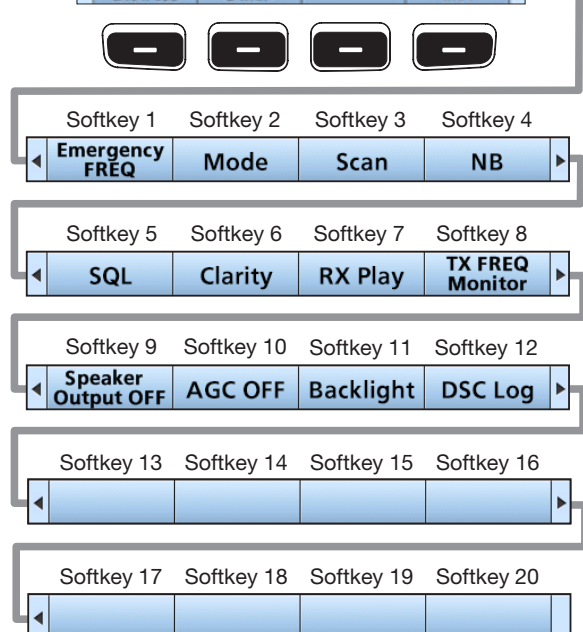 Softkey 1 Softkey 2 Softkey 3 Softkey 4
Emergency FREQ Mode Scan NB
Softkey 5 Softkey 6 Softkey 7 Softkey 8
SQL Clarity RX Play TX FREQ Monitor
Softkey 9 Softkey 10 Softkey 11 Softkey 12
Speaker Output OFF AGC OFF Backlight DSC Log
Softkey 13 Softkey 14 Softkey 15 Softkey 16
Softkey 17 Softkey 18 Softkey 19 Softkey 20